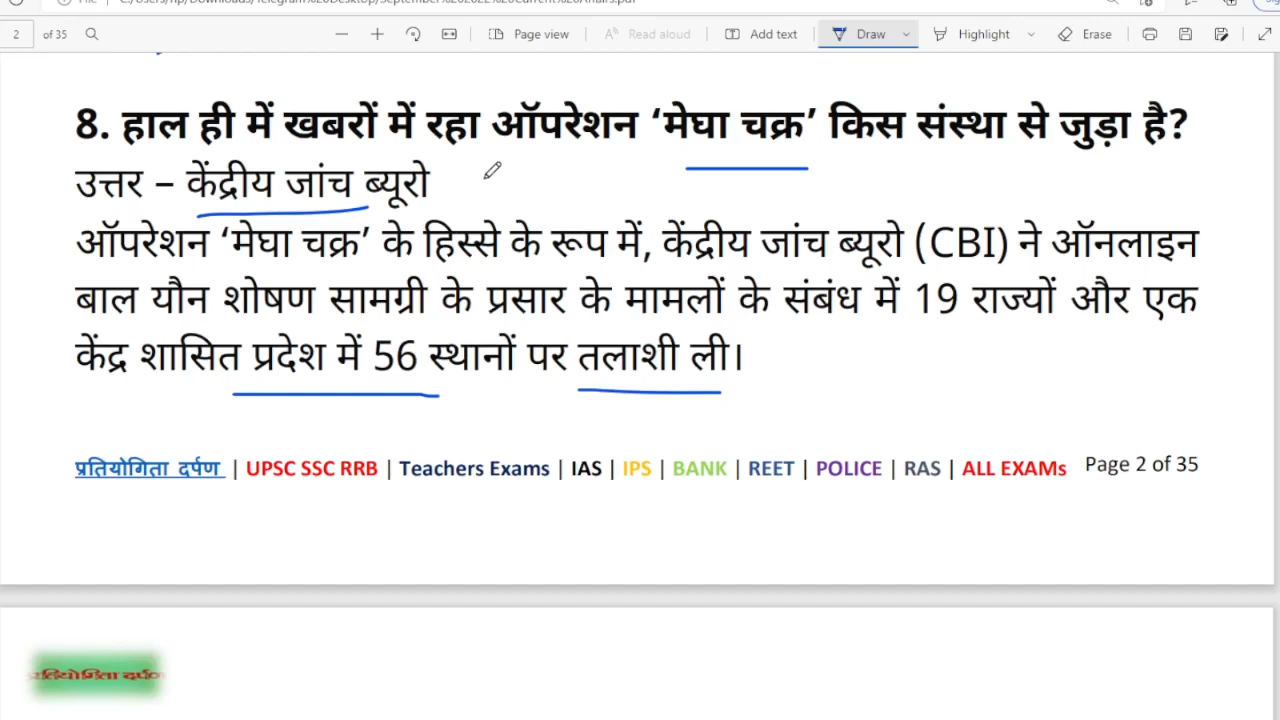 2 of 35
Page view
Read aloud
Add text
Draw
Highlight
Erase
8. हाल ही में खबरों में रहा ऑपरेशन ‘मेघा चक्र’ किस संस्था से जुड़ा है?
उत्तर – केंद्रीय जांच ब्यूरो
ऑपरेशन ‘मेघा चक्र’ के हिस्से के रूप में, केंद्रीय जांच ब्यूरो (CBI) ने ऑनलाइन
बाल यौन शोषण सामग्री के प्रसार के मामलों के संबंध में 19 राज्यों और एक
केंद्र शासित प्रदेश में 56 स्थानों पर तलाशी ली।
प्रतियोगिता दर्पण | UPSC SSC RRB | Teachers Exams | IAS | IPS | BANK | REET | POLICE | RAS | ALL EXAMs Page 2 of 35
प्रतियोगिता दर्पण